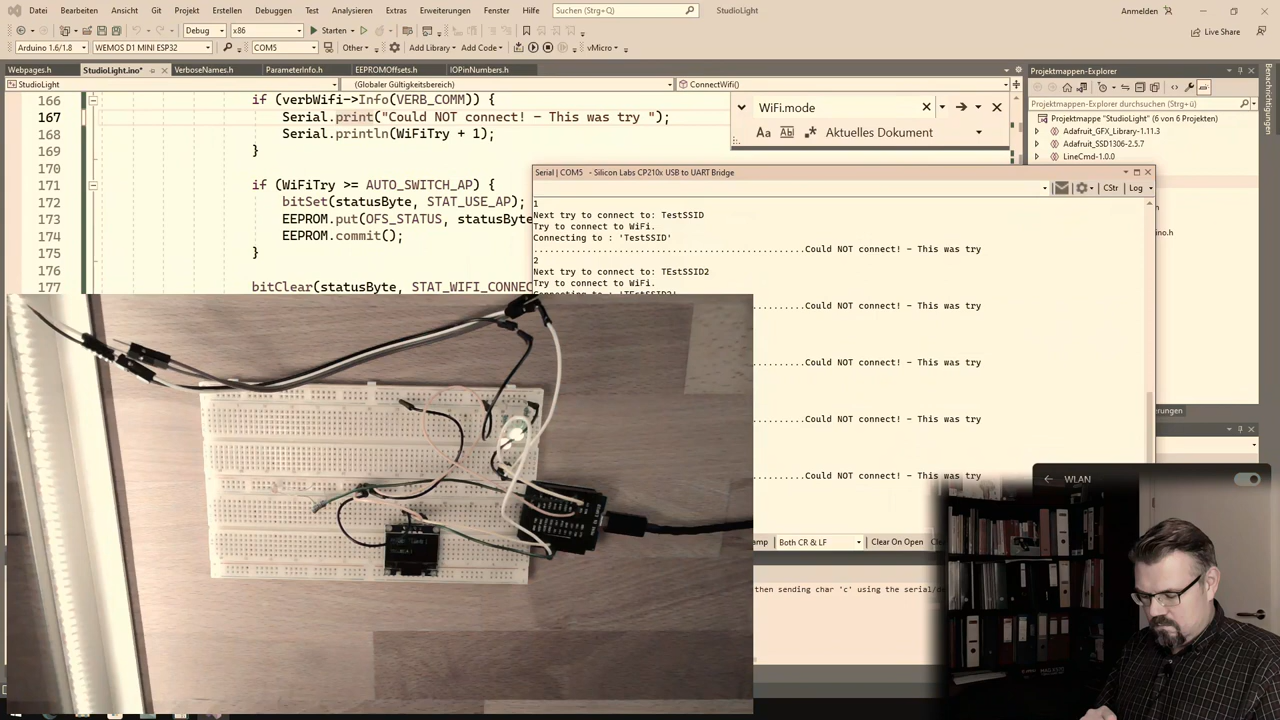 Datei Bearbeiten Ansicht Git Projekt Erstellen Debuggen Test Analysieren Extras Erweiterungen Fenster Hilfe Suchen (Strg+Q) StudioLight Anmelden
Debug x86 Starten Live Share
Arduino 1.6/1.8 WEMOS D1 MINI ESP32 COM5 Other Add Library Add Code vMicro
Webpages.h StudioLight.ino* VerboseNames.h ParameterInfo.h EEPROMOffsets.h IOPinNumbers.h
StudioLight (Globaler Gültigkeitsbereich) ConnectWifi()
166 if (verbWifi->Info(VERB_COMM)) {
167 Serial.print("Could NOT connect! - This was try ");
168 Serial.println(WiFiTry + 1);
169 }
170
171 if (WiFiTry >= AUTO_SWITCH_AP) {
172 bitSet(statusByte, STAT_USE_AP);
173 EEPROM.put(OFS_STATUS, statusByte
174 EEPROM.commit();
175 }
176
177 bitClear(statusByte, STAT_WIFI_CONNEC
WiFi.mode
Aktuelles Dokument
Projektmappen-Explorer
Projektmappen-Explorer durchsuchen (Strg+ü)
Projektmappe "StudioLight" (6 von 6 Projekten)
Adafruit_GFX_Library-1.11.3
Adafruit_SSD1306-2.5.7
LineCmd-1.0.0
no.h
erungen
Benachrichtigungen
Serial | COM5 - Silicon Labs CP210x USB to UART Bridge
CStr Log
1
Next try to connect to: TestSSID
Try to connect to WiFi.
Connecting to : 'TestSSID'
................................................Could NOT connect! - This was try
2
Next try to connect to: TEstSSID2
Try to connect to WiFi.
..........Could NOT connect! - This was try
..........Could NOT connect! - This was try
..........Could NOT connect! - This was try
..........Could NOT connect! - This was try
amp Both CR & LF Clear On Open
then sending char 'c' using the serial/de
WLAN